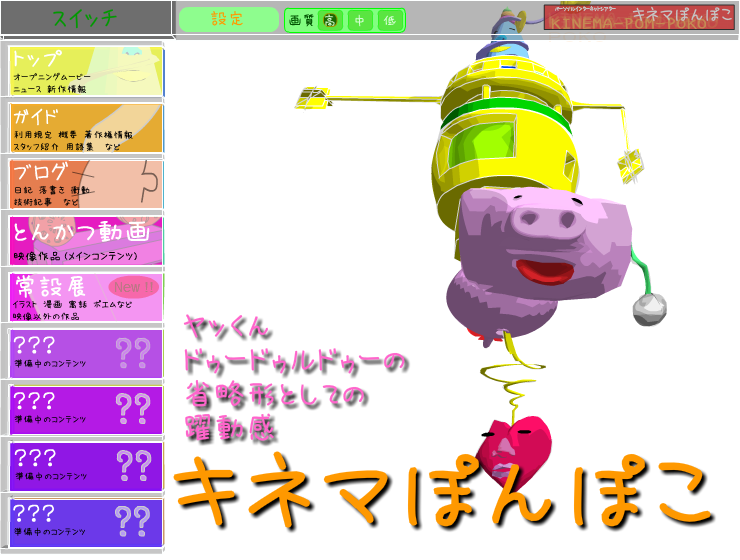 スイッチ
設定
画質 高 中 低
パーソナルインターネットシアター
キネマぽんぽこ
KINEMA-POM-POKO
トップ
オープニングムービー
ニュース 新作情報
ガイド
利用規定 概要 著作権情報
スタッフ紹介 用語集 など
ブログ
日記 落書き 衝動
技術記事 など
とんかつ動画
映像作品 (メインコンテンツ)
常設展
New !!
イラスト 漫画 寓話 ポエムなど
映像以外の作品
???
??
準備中のコンテンツ
???
??
準備中のコンテンツ
???
??
準備中のコンテンツ
???
??
準備中のコンテンツ
ヤッくん
ドゥードゥルドゥーの
省略形としての
躍動感
キネマぽんぽこ